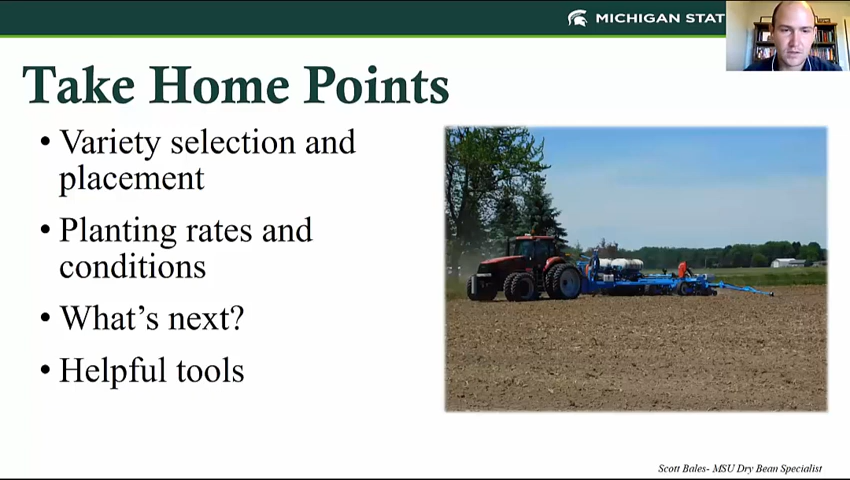 MICHIGAN STAT
Take Home Points
• Variety selection and
placement
• Planting rates and
conditions
• What's next?
• Helpful tools
Scott Bales- MSU Dry Bean Specialist